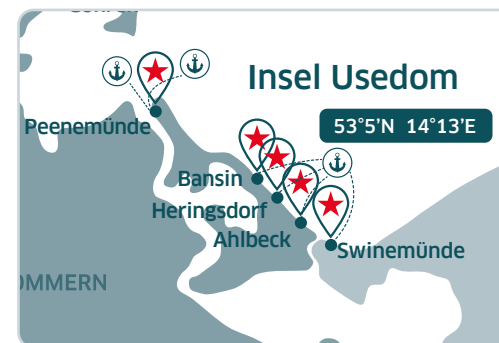 Insel Usedom
53°5'N 14°13'E
Peenemünde
Bansin
Heringsdorf
Ahlbeck
Swinemünde
OMMERN